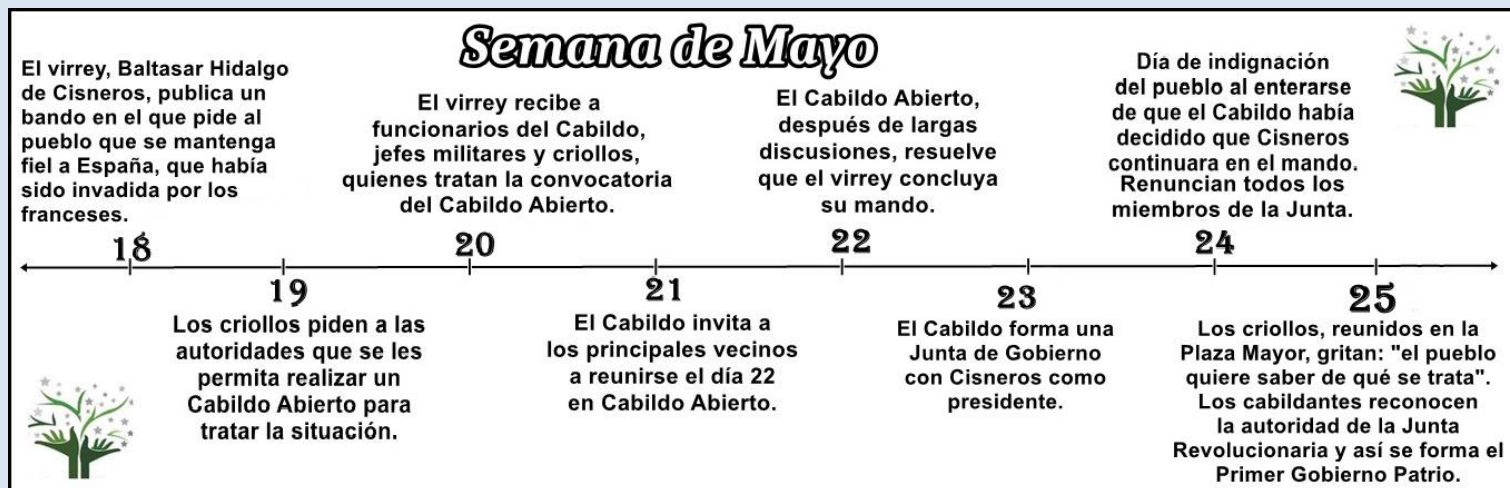 Semana de Mayo
El virrey, Baltasar Hidalgo
de Cisneros, publica un
bando en el que pide al
pueblo que se mantenga
fiel a España, que había
sido invadida por los
franceses.
18
19
Los criollos piden a las
autoridades que se les
permita realizar un
Cabildo Abierto para
tratar la situación.
El virrey recibe a
funcionarios del Cabildo,
jefes militares y criollos,
quienes tratan la convocatoria
del Cabildo Abierto.
20
21
El Cabildo invita a
los principales vecinos
a reunirse el día 22
en Cabildo Abierto.
El Cabildo Abierto,
después de largas
discusiones, resuelve
que el virrey concluya
su mando.
22
23
El Cabildo forma una
Junta de Gobierno
con Cisneros como
presidente.
Día de indignación
del pueblo al enterarse
de que el Cabildo había
decidido que Cisneros
continuara en el mando.
Renuncian todos los
miembros de la Junta.
24
25
Los criollos, reunidos en la
Plaza Mayor, gritan: "el pueblo
quiere saber de qué se trata".
Los cabildantes reconocen
la autoridad de la Junta
Revolucionaria y así se forma el
Primer Gobierno Patrio.